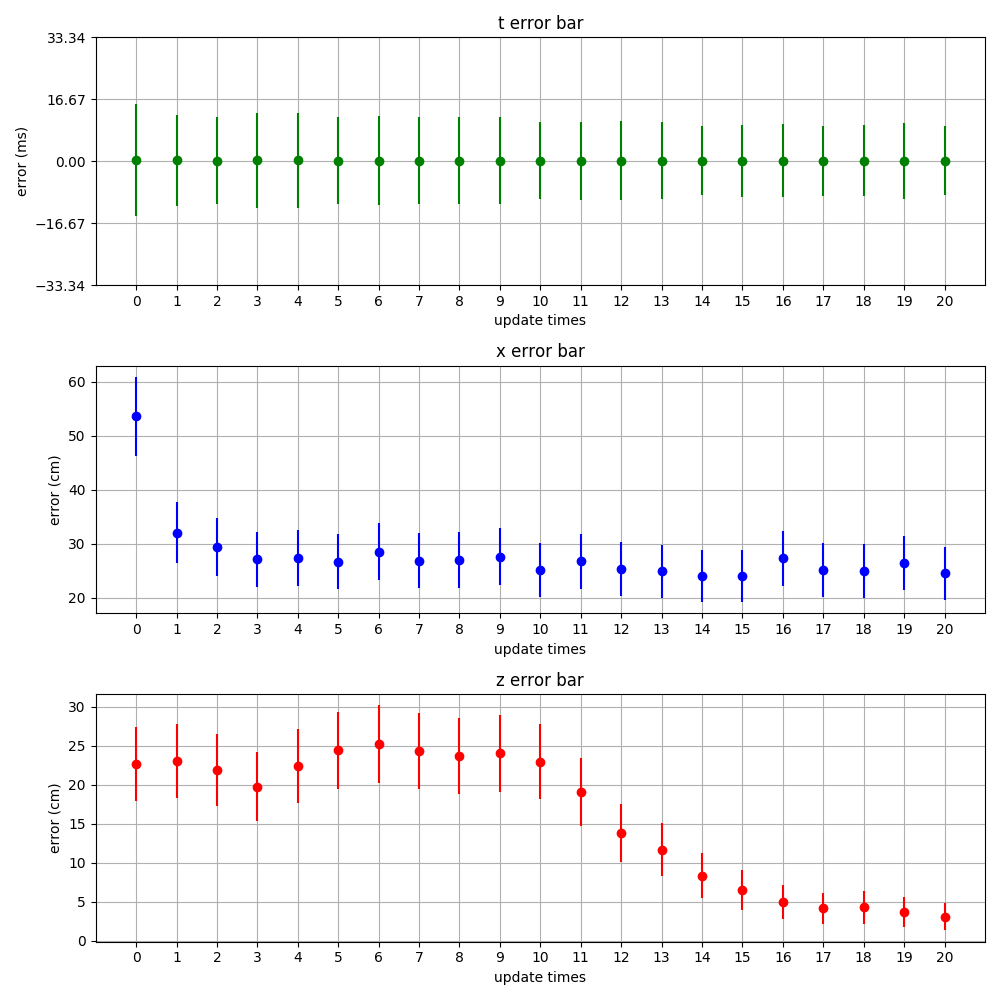 t error bar
error (ms)
33.34
16.67
0.00
−16.67
−33.34
0 1 2 3 4 5 6 7 8 9 10 11 12 13 14 15 16 17 18 19 20
update times
x error bar
error (cm)
60
50
40
30
20
0 1 2 3 4 5 6 7 8 9 10 11 12 13 14 15 16 17 18 19 20
update times
z error bar
error (cm)
30
25
20
15
10
5
0
0 1 2 3 4 5 6 7 8 9 10 11 12 13 14 15 16 17 18 19 20
update times